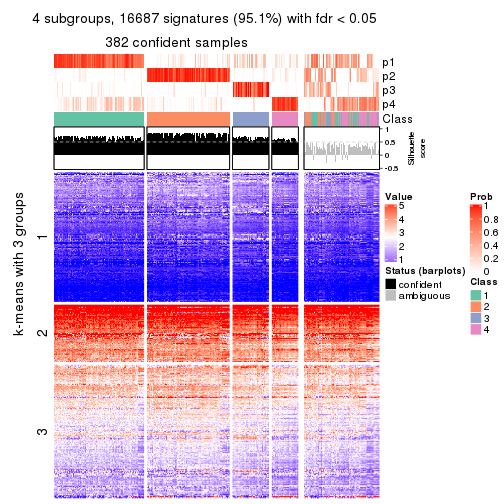 4 subgroups, 16687 signatures (95.1%) with fdr < 0.05
382 confident samples
p1
p2
p3
p4
Class
1
0.5
0
-0.5
Silhouette
score
k-means with 3 groups
1
2
3
Value
5
4
3
2
1
Status (barplots)
confident
ambiguous
Prob
1
0.8
0.6
0.4
0.2
0
Class
1
2
3
4